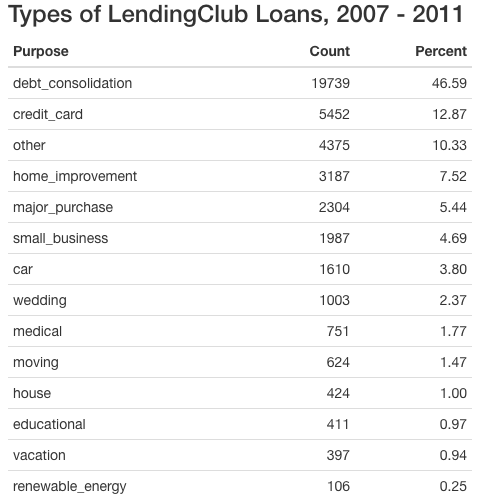 Types of LendingClub Loans, 2007 - 2011
Purpose Count Percent
debt_consolidation 19739 46.59
credit_card 5452 12.87
other 4375 10.33
home_improvement 3187 7.52
major_purchase 2304 5.44
small_business 1987 4.69
car 1610 3.80
wedding 1003 2.37
medical 751 1.77
moving 624 1.47
house 424 1.00
educational 411 0.97
vacation 397 0.94
renewable_energy 106 0.25